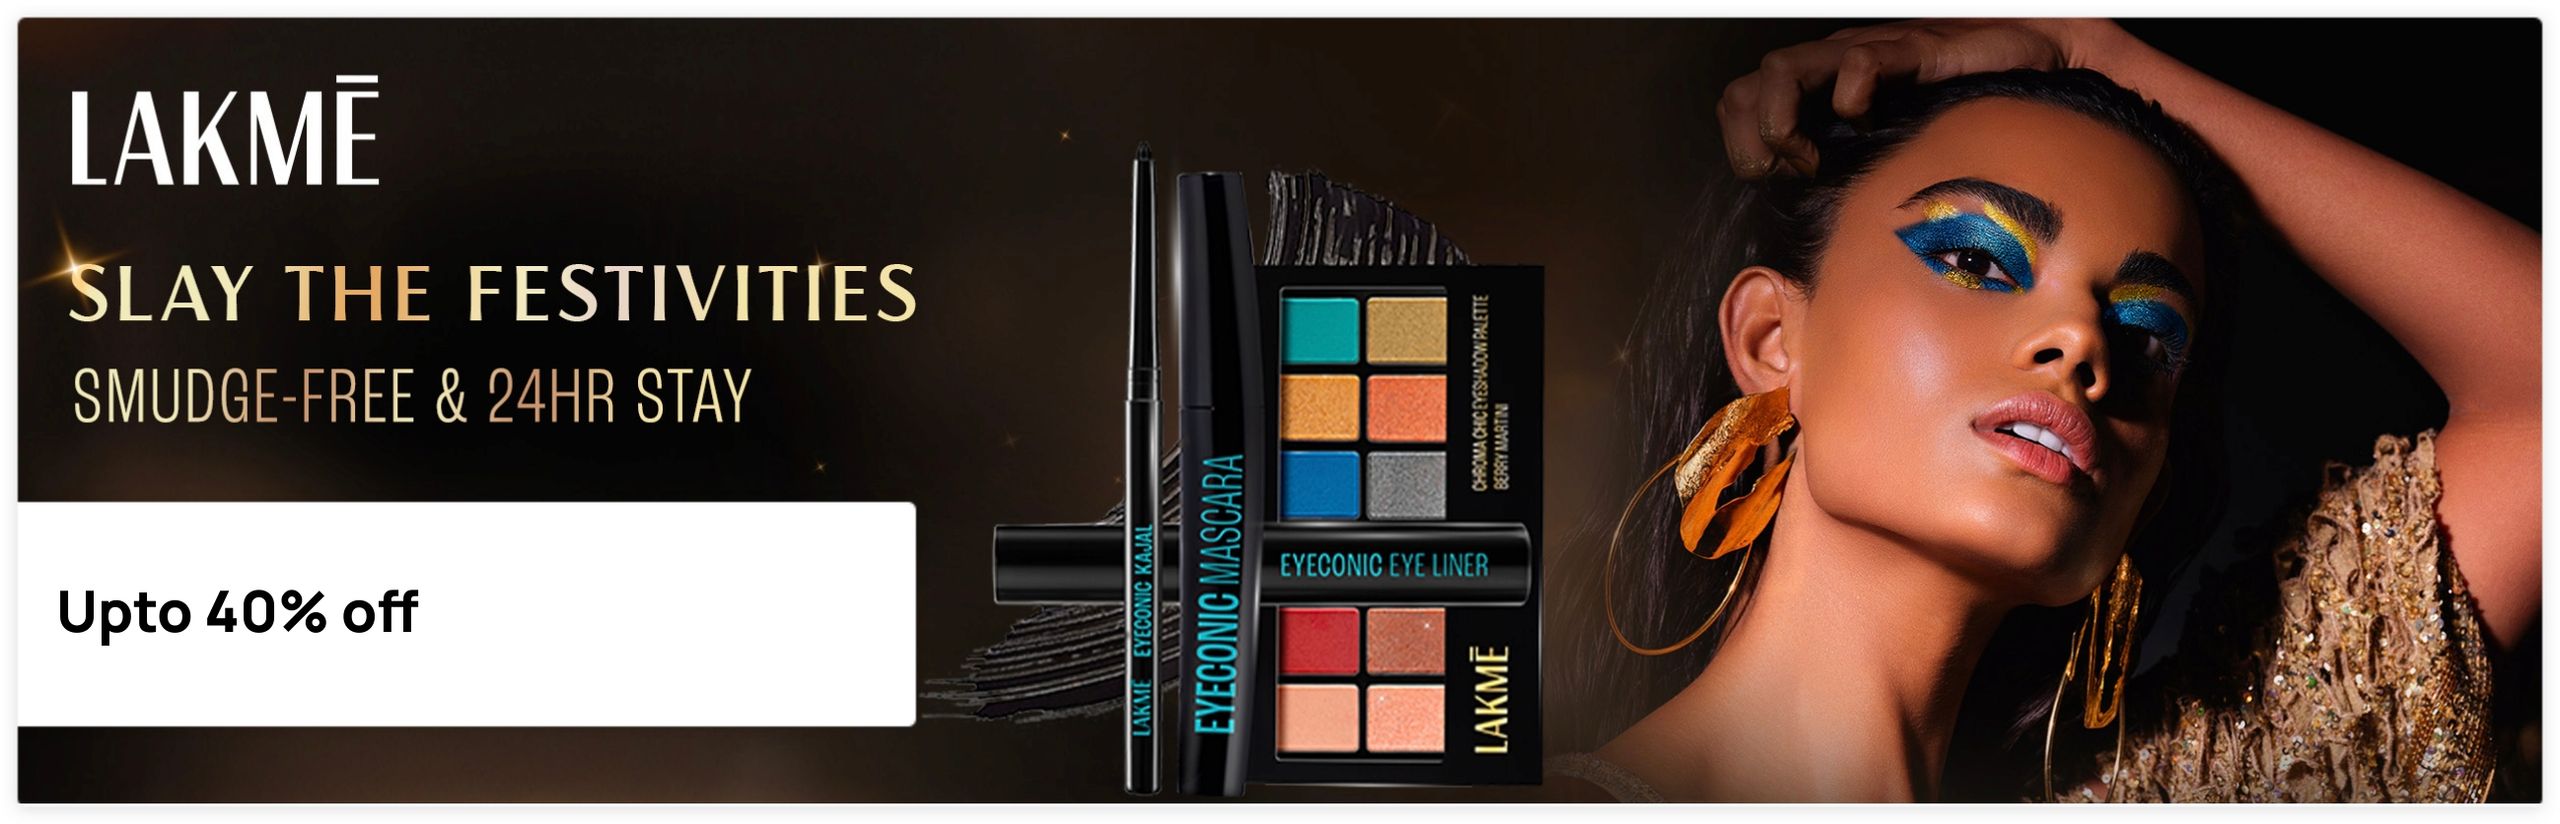 LAKMĒ
SLAY THE FESTIVITIES
SMUDGE-FREE & 24HR STAY
Upto 40% off
LAKMĒ EYECONIC KAJAL
EYECONIC MASCARA
EYECONIC EYE LINER
CHROMA CHIC EYESHADOW PALETTE
BERRY MARTINI
LAKMĒ